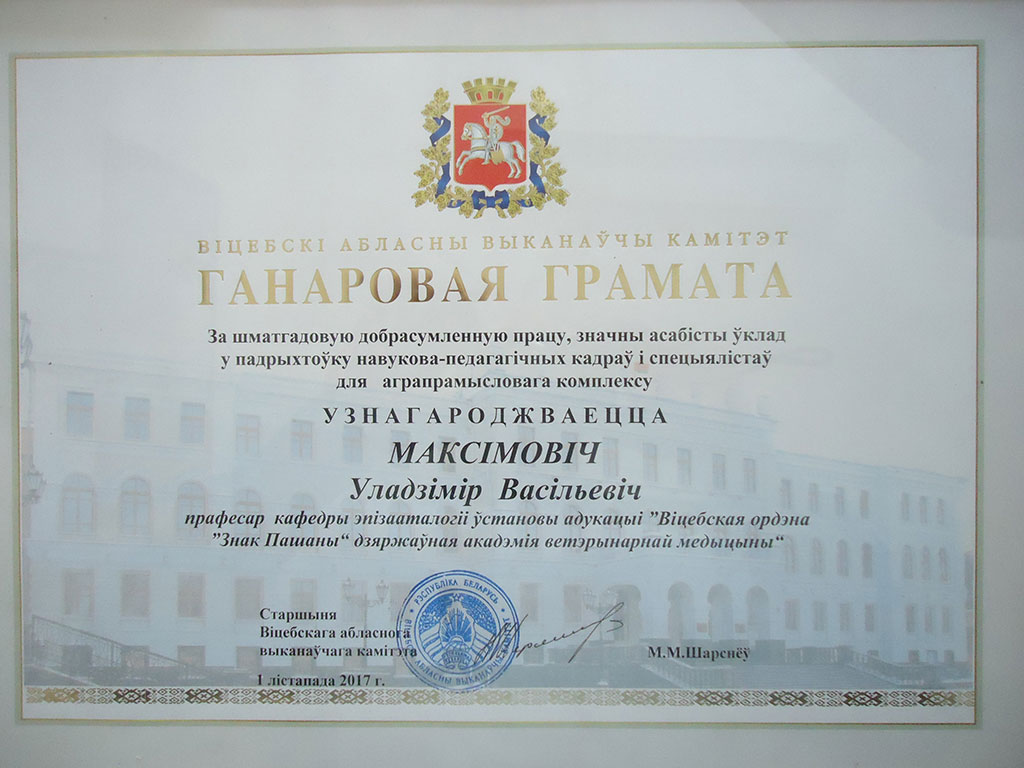 ВІЦЕБСКІ АБЛАСНЫ ВЫКАНАЎЧЫ КАМІТЭТ
ГАНАРОВАЯ ГРАМАТА
За шматгадовую добрасумленную працу, значны асабісты ўклад
у падрыхтоўку навукова-педагагічных кадраў і спецыялістаў
для аграпрамысловага комплексу
УЗНАГАРОДЖВАЕЦЦА
МАКСІМОВІЧ
Уладзімір Васільевіч
прафесар кафедры эпізааталогіі ўстановы адукацыі "Віцебская ордэна
"Знак Пашаны“ дзяржаўная акадэмія ветэрынарнай медыцыны“
РЭСПУБЛІКА БЕЛАРУСЬ
Старшыня
Віцебскага абласнога
выканаўчага камітэта
М.М.Шарснёў
1 лістапада 2017 г.